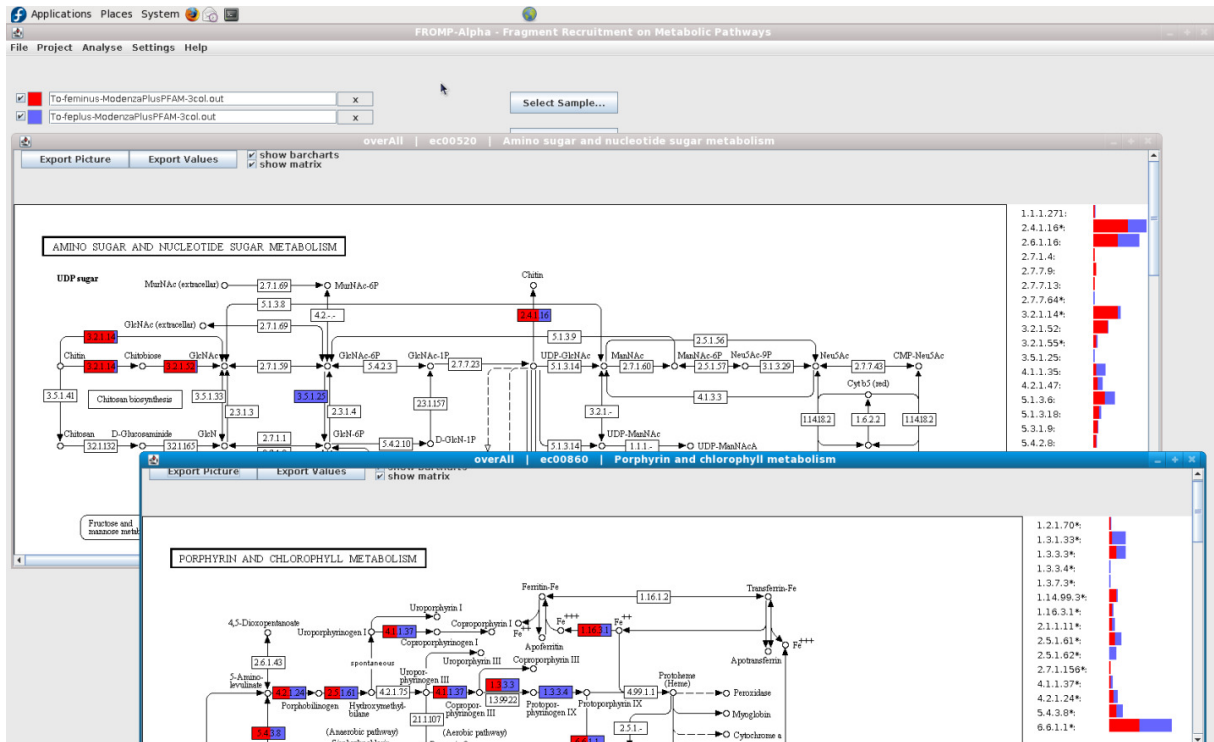 Applications Places System
FROMP-Alpha - Fragment Recruitment on Metabolic Pathways
File Project Analyse Settings Help
To-feminus-ModenzaPlusPFAM-3col.out x
Select Sample...
To-feplus-ModenzaPlusPFAM-3col.out x
overAll | ec00520 | Amino sugar and nucleotide sugar metabolism
Export Picture Export Values show barcharts
show matrix
AMINO SUGAR AND NUCLEOTIDE SUGAR METABOLISM
UDP sugar
MurNAc (extracellular) 2.7.1.69 MurNAc-6P
Chitin
5.1.3.8
4.2.-.-
2.4.1.16
GlcNAc (extracellular) 2.7.1.69
3.2.1.14
5.1.3.9
2.5.1.56
Chitin Chitobiose GlcNAc GlcNAc-6P GlcNAc-1P UDP-GlcNAc ManNAc ManNAc-6P Neu5Ac-9P Neu5Ac CMP-Neu5Ac
3.2.1.14 3.2.1.52 2.7.1.59 5.4.2.3 2.7.7.23 5.1.3.14 2.7.1.60 2.5.1.57 3.1.3.29 2.7.7.43
Cyt b5 (red)
3.5.1.41 Chitosan biosynthesis 3.5.1.33 3.5.1.25 4.1.3.3
2.3.1.3 2.3.1.4 2.3.1.157 3.2.1.- 1.14.18.2 1.6.2.2 1.14.18.2
Chitosan D-Glucosaminide GlcN GlcN-6P D-GlcN-1P UDP-ManNAc
3.2.1.132 3.2.1.165 2.7.1.1 5.4.2.10 5.1.3.14 1.1.1.- UDP-ManNAcA
Fructose and
mannose
1.1.1.271:
2.4.1.16*:
2.6.1.16:
2.7.1.4:
2.7.7.9:
2.7.7.13:
2.7.7.64*:
3.2.1.14*:
3.2.1.52:
3.2.1.55*:
3.5.1.25:
4.1.1.35:
4.2.1.47:
5.1.3.6:
5.1.3.18:
5.3.1.9:
5.4.2.8:
overAll | ec00860 | Porphyrin and chlorophyll metabolism
Export Picture Export Values show barcharts
show matrix
PORPHYRIN AND CHLOROPHYLL METABOLISM
Ferritin-Fe Transferrin-Fe
1.16.1.2
Uroporphyrin I
4,5-Dioxopentanoate Coproporphyrin I Fe+++ Fe++
Uroporphyrinogen I 4.1.1.37 Fe++ 1.16.3.1 Fe+++
Coproporphyrinogen I Apoferritin
2.6.1.43 spontaneous Uroporphyrin III Coproporphyrin III Apotransferrin
5-Amino-
levulinate
Uropor-
phyrinogen III
Protoheme
(Heme)
4.2.1.24 2.5.1.61 4.2.1.75 4.1.1.37 1.3.3.3 1.3.3.4 4.99.1.1 Peroxidase
1.3.99.22
Porphobilinogen Hydroxymethyl-
bilane
Copropor-
phyrinogen III
Protopor-
phyrinogen IX
Protoporphyrin IX
2.1.1.107 Myoglobin
5.4.3.8 (Anaerobic pathway) (Aerobic pathway) 2.5.1.- Cytochrome a
1.2.1.70*:
1.3.1.33*:
1.3.3.3*:
1.3.3.4*:
1.3.7.3*:
1.14.99.3*:
1.16.3.1*:
2.1.1.11*:
2.5.1.61*:
2.5.1.62*:
2.7.1.156*:
4.1.1.37*:
4.2.1.24*:
5.4.3.8*:
6.6.1.1*: